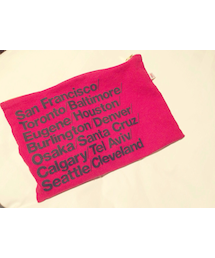 San Francisco/
Toronto/Baltimore/
Eugene/Houston
Burlington/Denver
Osaka/Santa Cruz
Calgary/Tel Aviv/
Seattle/Cleveland